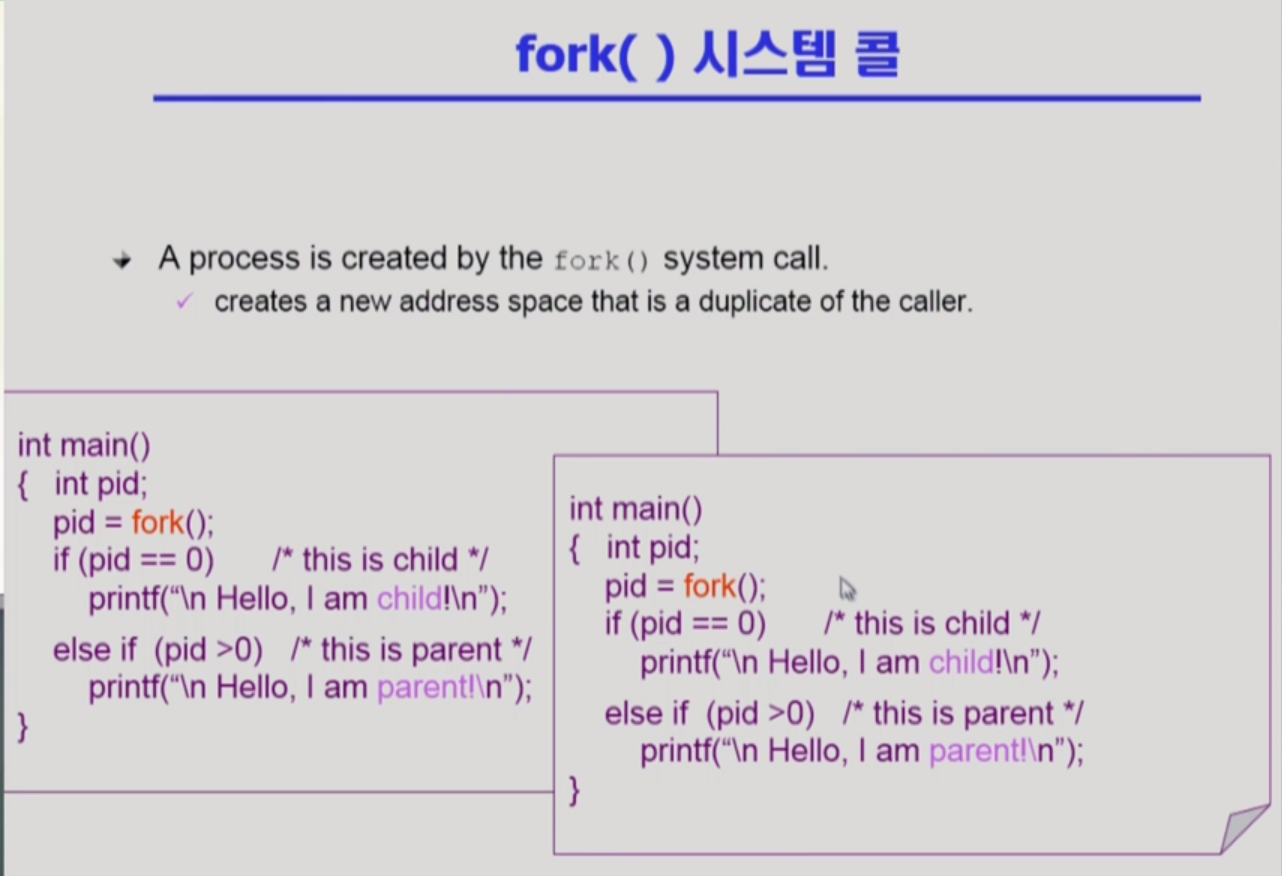 fork( ) 시스템 콜
A process is created by the fork() system call.
creates a new address space that is a duplicate of the caller.
int main()
{ int pid;
pid = fork();
if (pid == 0) /* this is child */
printf(“\n Hello, I am child!\n”);
else if (pid >0) /* this is parent */
printf(“\n Hello, I am parent!\n”);
}
int main()
{ int pid;
pid = fork();
if (pid == 0) /* this is child */
printf(“\n Hello, I am child!\n”);
else if (pid >0) /* this is parent */
printf(“\n Hello, I am parent!\n”);
}